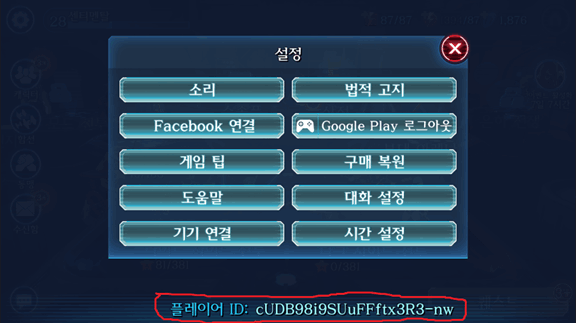 설정
소리
법적 고지
Facebook 연결
Google Play 로그아웃
게임 팁
구매 복원
도움말
대화 설정
기기 연결
시간 설정
플레이어 ID: cUDB98i9SUuFFftx3R3-nw